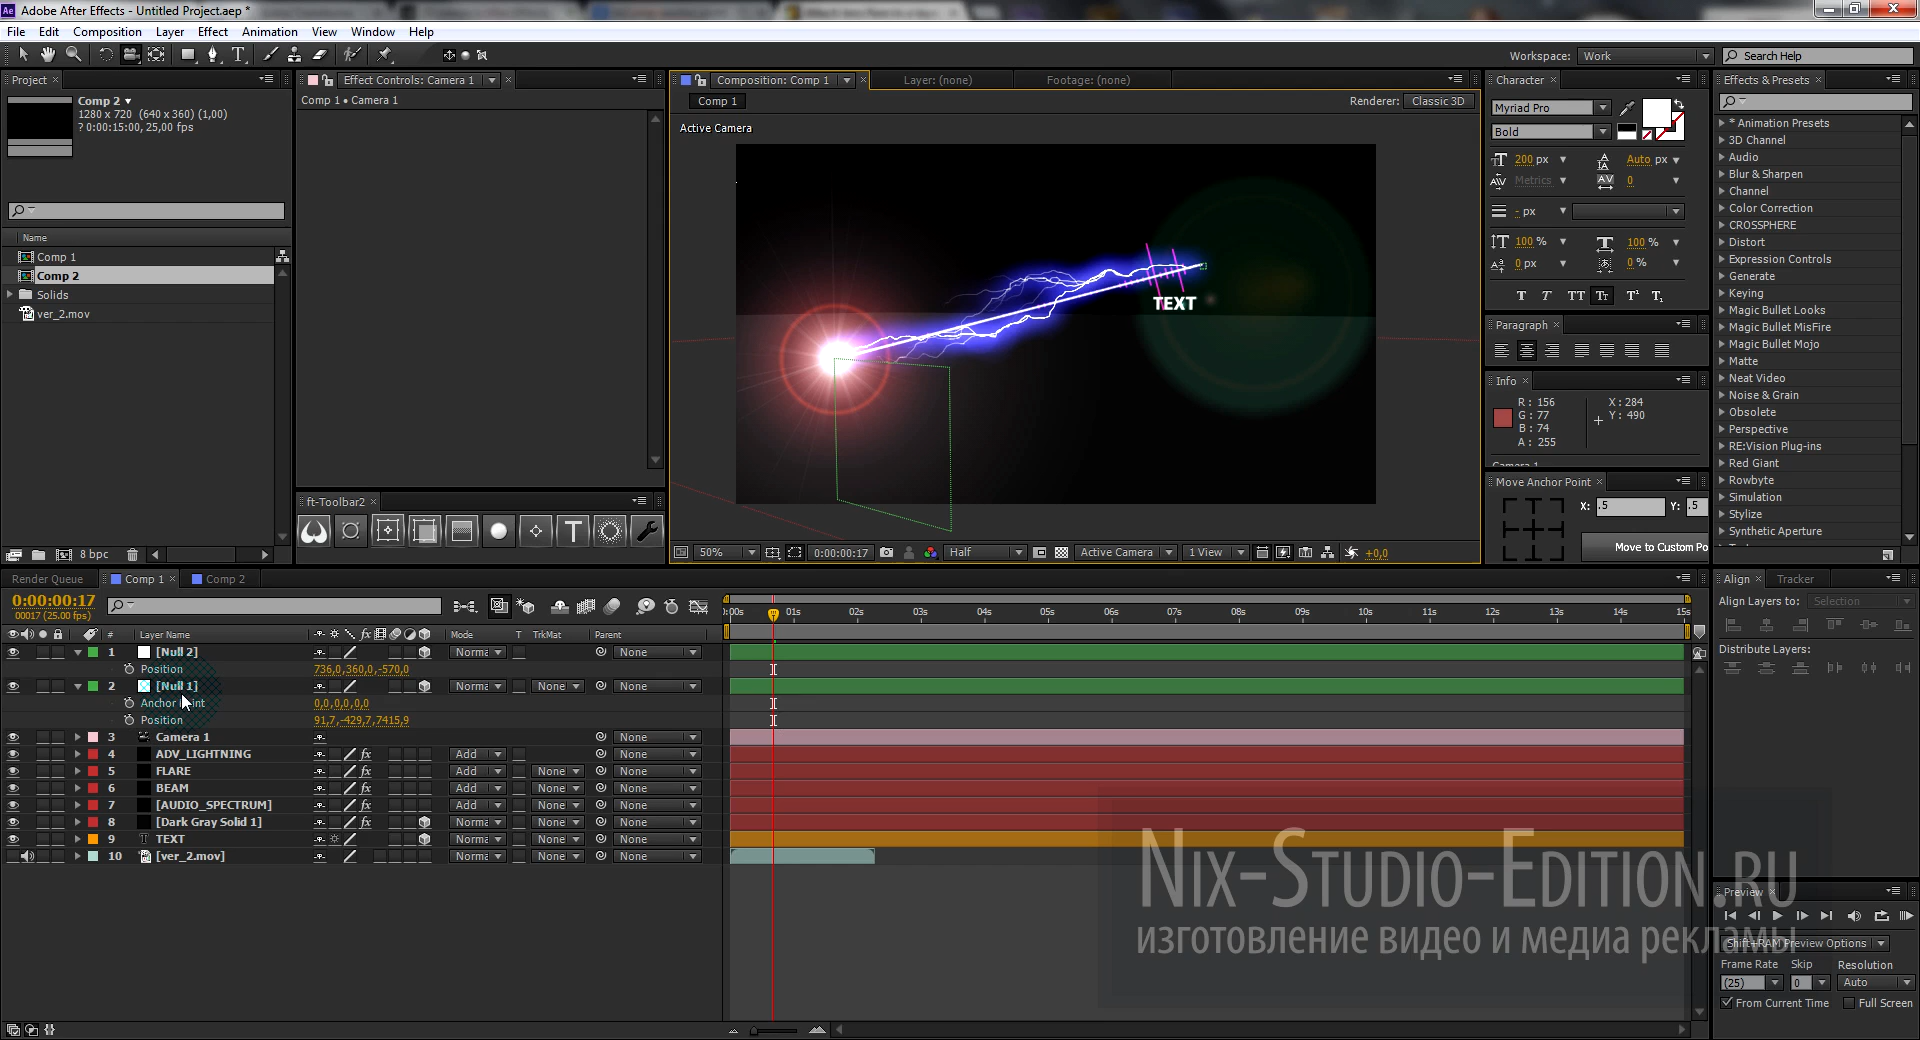 Adobe After Effects - Untitled Project.aep *
File Edit Composition Layer Effect Animation View Window Help
Workspace: Work Search Help
Project
Comp 2
1280 x 720 (640 x 360) (1,00)
? 0:00:15:00, 25,00 fps
Name
Comp 1
Comp 2
Solids
ver_2.mov
8 bpc
Effect Controls: Camera 1
Comp 1 • Camera 1
ft-Toolbar2
Composition: Comp 1 Layer: (none) Footage: (none)
Comp 1 Renderer: Classic 3D
Active Camera
TEXT
50% 0:00:00:17 Half Active Camera 1 View +0,0
Character
Myriad Pro
Bold
200 px Auto px
Metrics 0
- px
100 % 100 %
0 px 0 %
T T TT Tt T¹ T₁
Paragraph
Info
R : 156 X : 284
G : 77 Y : 490
B : 74
A : 255
Camera 1
Move Anchor Point
X: .5 Y: .5
Move to Custom Po
Effects & Presets
* Animation Presets
3D Channel
Audio
Blur & Sharpen
Channel
Color Correction
CROSSPHERE
Distort
Expression Controls
Generate
Keying
Magic Bullet Looks
Magic Bullet MisFire
Magic Bullet Mojo
Matte
Neat Video
Noise & Grain
Obsolete
Perspective
RE:Vision Plug-ins
Red Giant
Rowbyte
Simulation
Stylize
Synthetic Aperture
Render Queue Comp 1 Comp 2
0:00:00:17
00017 (25.00 fps)
:00s 01s 02s 03s 04s 05s 06s 07s 08s 09s 10s 11s 12s 13s 14s 15s
# Layer Name Mode T TrkMat Parent
1 [Null 2] Norma None
Position 736,0,360,0,-570,0
2 [Null 1] Norma None None
Anchor Point 0,0,0,0,0,0
Position 91,7,-429,7,7415,9
3 Camera 1 None
4 ADV_LIGHTNING Add None
5 FLARE Add None None
6 BEAM Add None None
7 [AUDIO_SPECTRUM] Add None None
8 [Dark Gray Solid 1] Norma None None
9 TEXT Norma None None
10 [ver_2.mov] Norma None None
Align Tracker
Align Layers to: Selection
Distribute Layers:
Preview
Shift+RAM Preview Options
Frame Rate Skip Resolution
(25) 0 Auto
From Current Time Full Screen
Nix-Studio-Edition.ru
изготовление видео и медиа рекламы